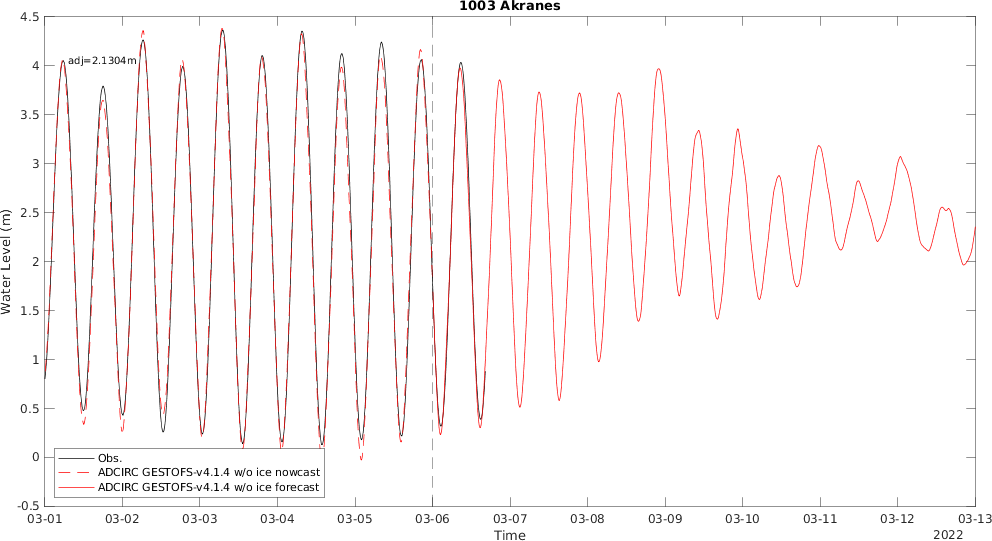 1003 Akranes
4.5
4
3.5
3
2.5
2
1.5
1
0.5
0
-0.5
Water Level (m)
adj=2.1304m
Obs.
ADCIRC GESTOFS-v4.1.4 w/o ice nowcast
ADCIRC GESTOFS-v4.1.4 w/o ice forecast
03-01 03-02 03-03 03-04 03-05 03-06 03-07 03-08 03-09 03-10 03-11 03-12 03-13
Time
2022